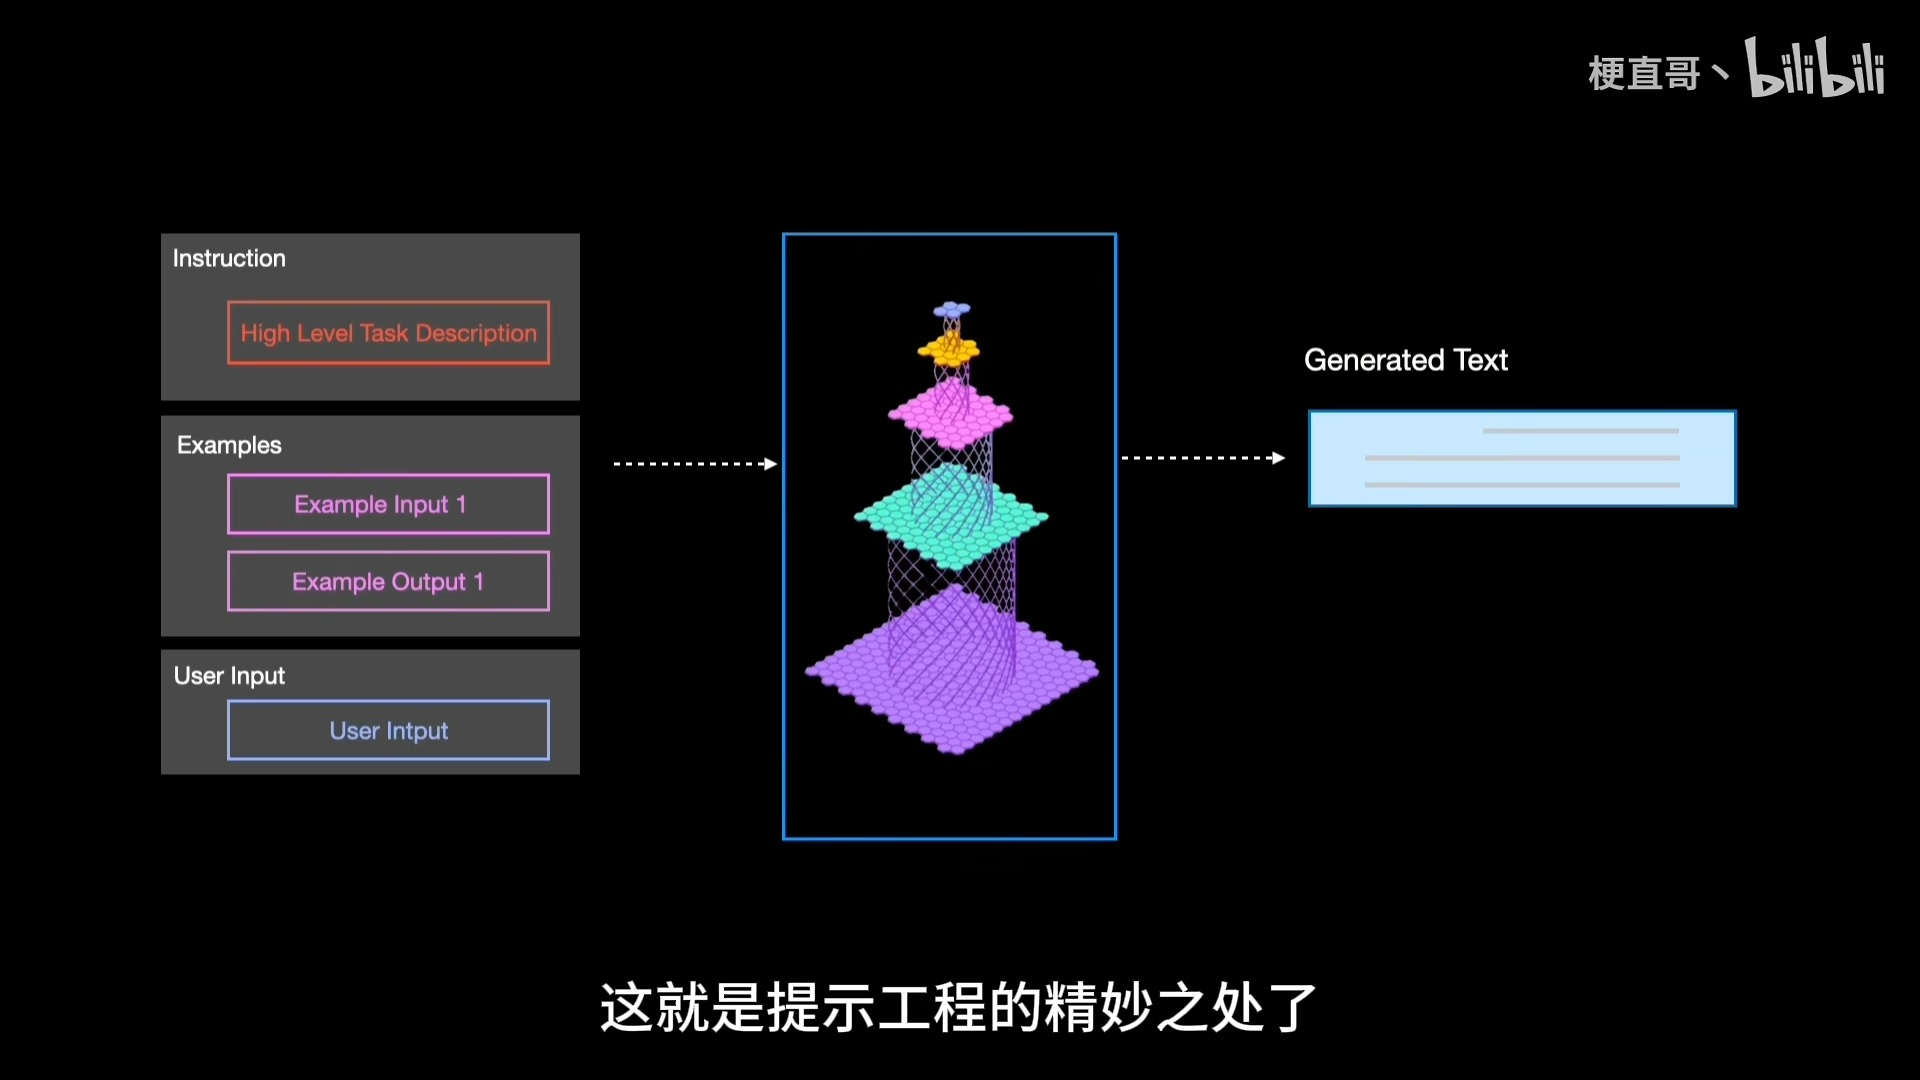 梗直哥丶 bilibili
Instruction
High Level Task Description
Examples
Example Input 1
Example Output 1
User Input
User Intput
Generated Text
这就是提示工程的精妙之处了